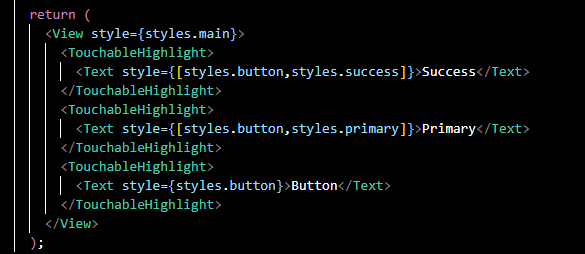 return (
<View style={styles.main}>
<TouchableHighlight>
<Text style={[styles.button,styles.success]}>Success</Text>
</TouchableHighlight>
<TouchableHighlight>
<Text style={[styles.button,styles.primary]}>Primary</Text>
</TouchableHighlight>
<TouchableHighlight>
<Text style={styles.button}>Button</Text>
</TouchableHighlight>
</View>
);